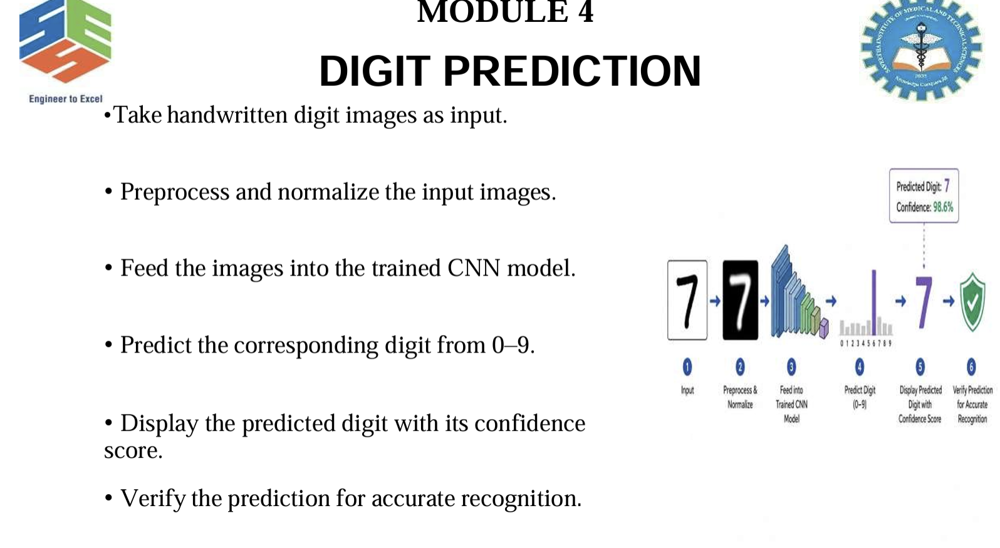 MODULE 4
DIGIT PREDICTION
Engineer to Excel
•Take handwritten digit images as input.
• Preprocess and normalize the input images.
• Feed the images into the trained CNN model.
• Predict the corresponding digit from 0–9.
• Display the predicted digit with its confidence
score.
• Verify the prediction for accurate recognition.
Predicted Digit: 7
Confidence: 98.6%
7
7
7
0 1 2 3 4 5 6 7 8 9
1
Input
2
Preprocess &
Normalize
3
Feed into
Trained CNN
Model
4
Predict Digit
(0–9)
5
Display Predicted
Digit with
Confidence Score
6
Verify Prediction
for Accurate
Recognition